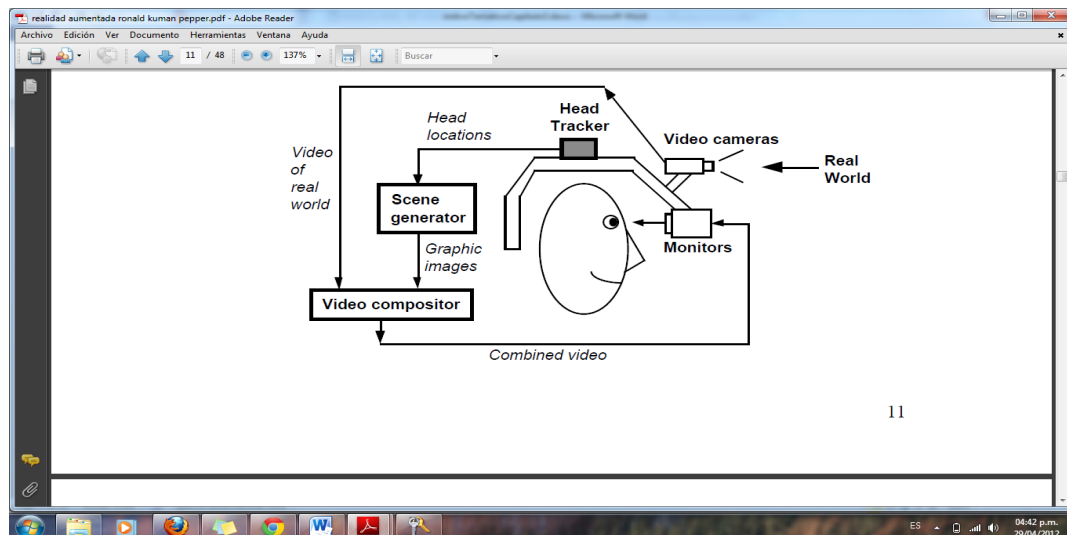 realidad aumentada ronald kuman pepper.pdf - Adobe Reader
Archivo Edición Ver Documento Herramientas Ventana Ayuda
11 / 48 137% Buscar
Head
Tracker
Head
locations
Video cameras
Real
World
Video
of
real
world
Scene
generator
Monitors
Graphic
images
Video compositor
Combined video
11
ES 04:42 p.m.
29/04/2012